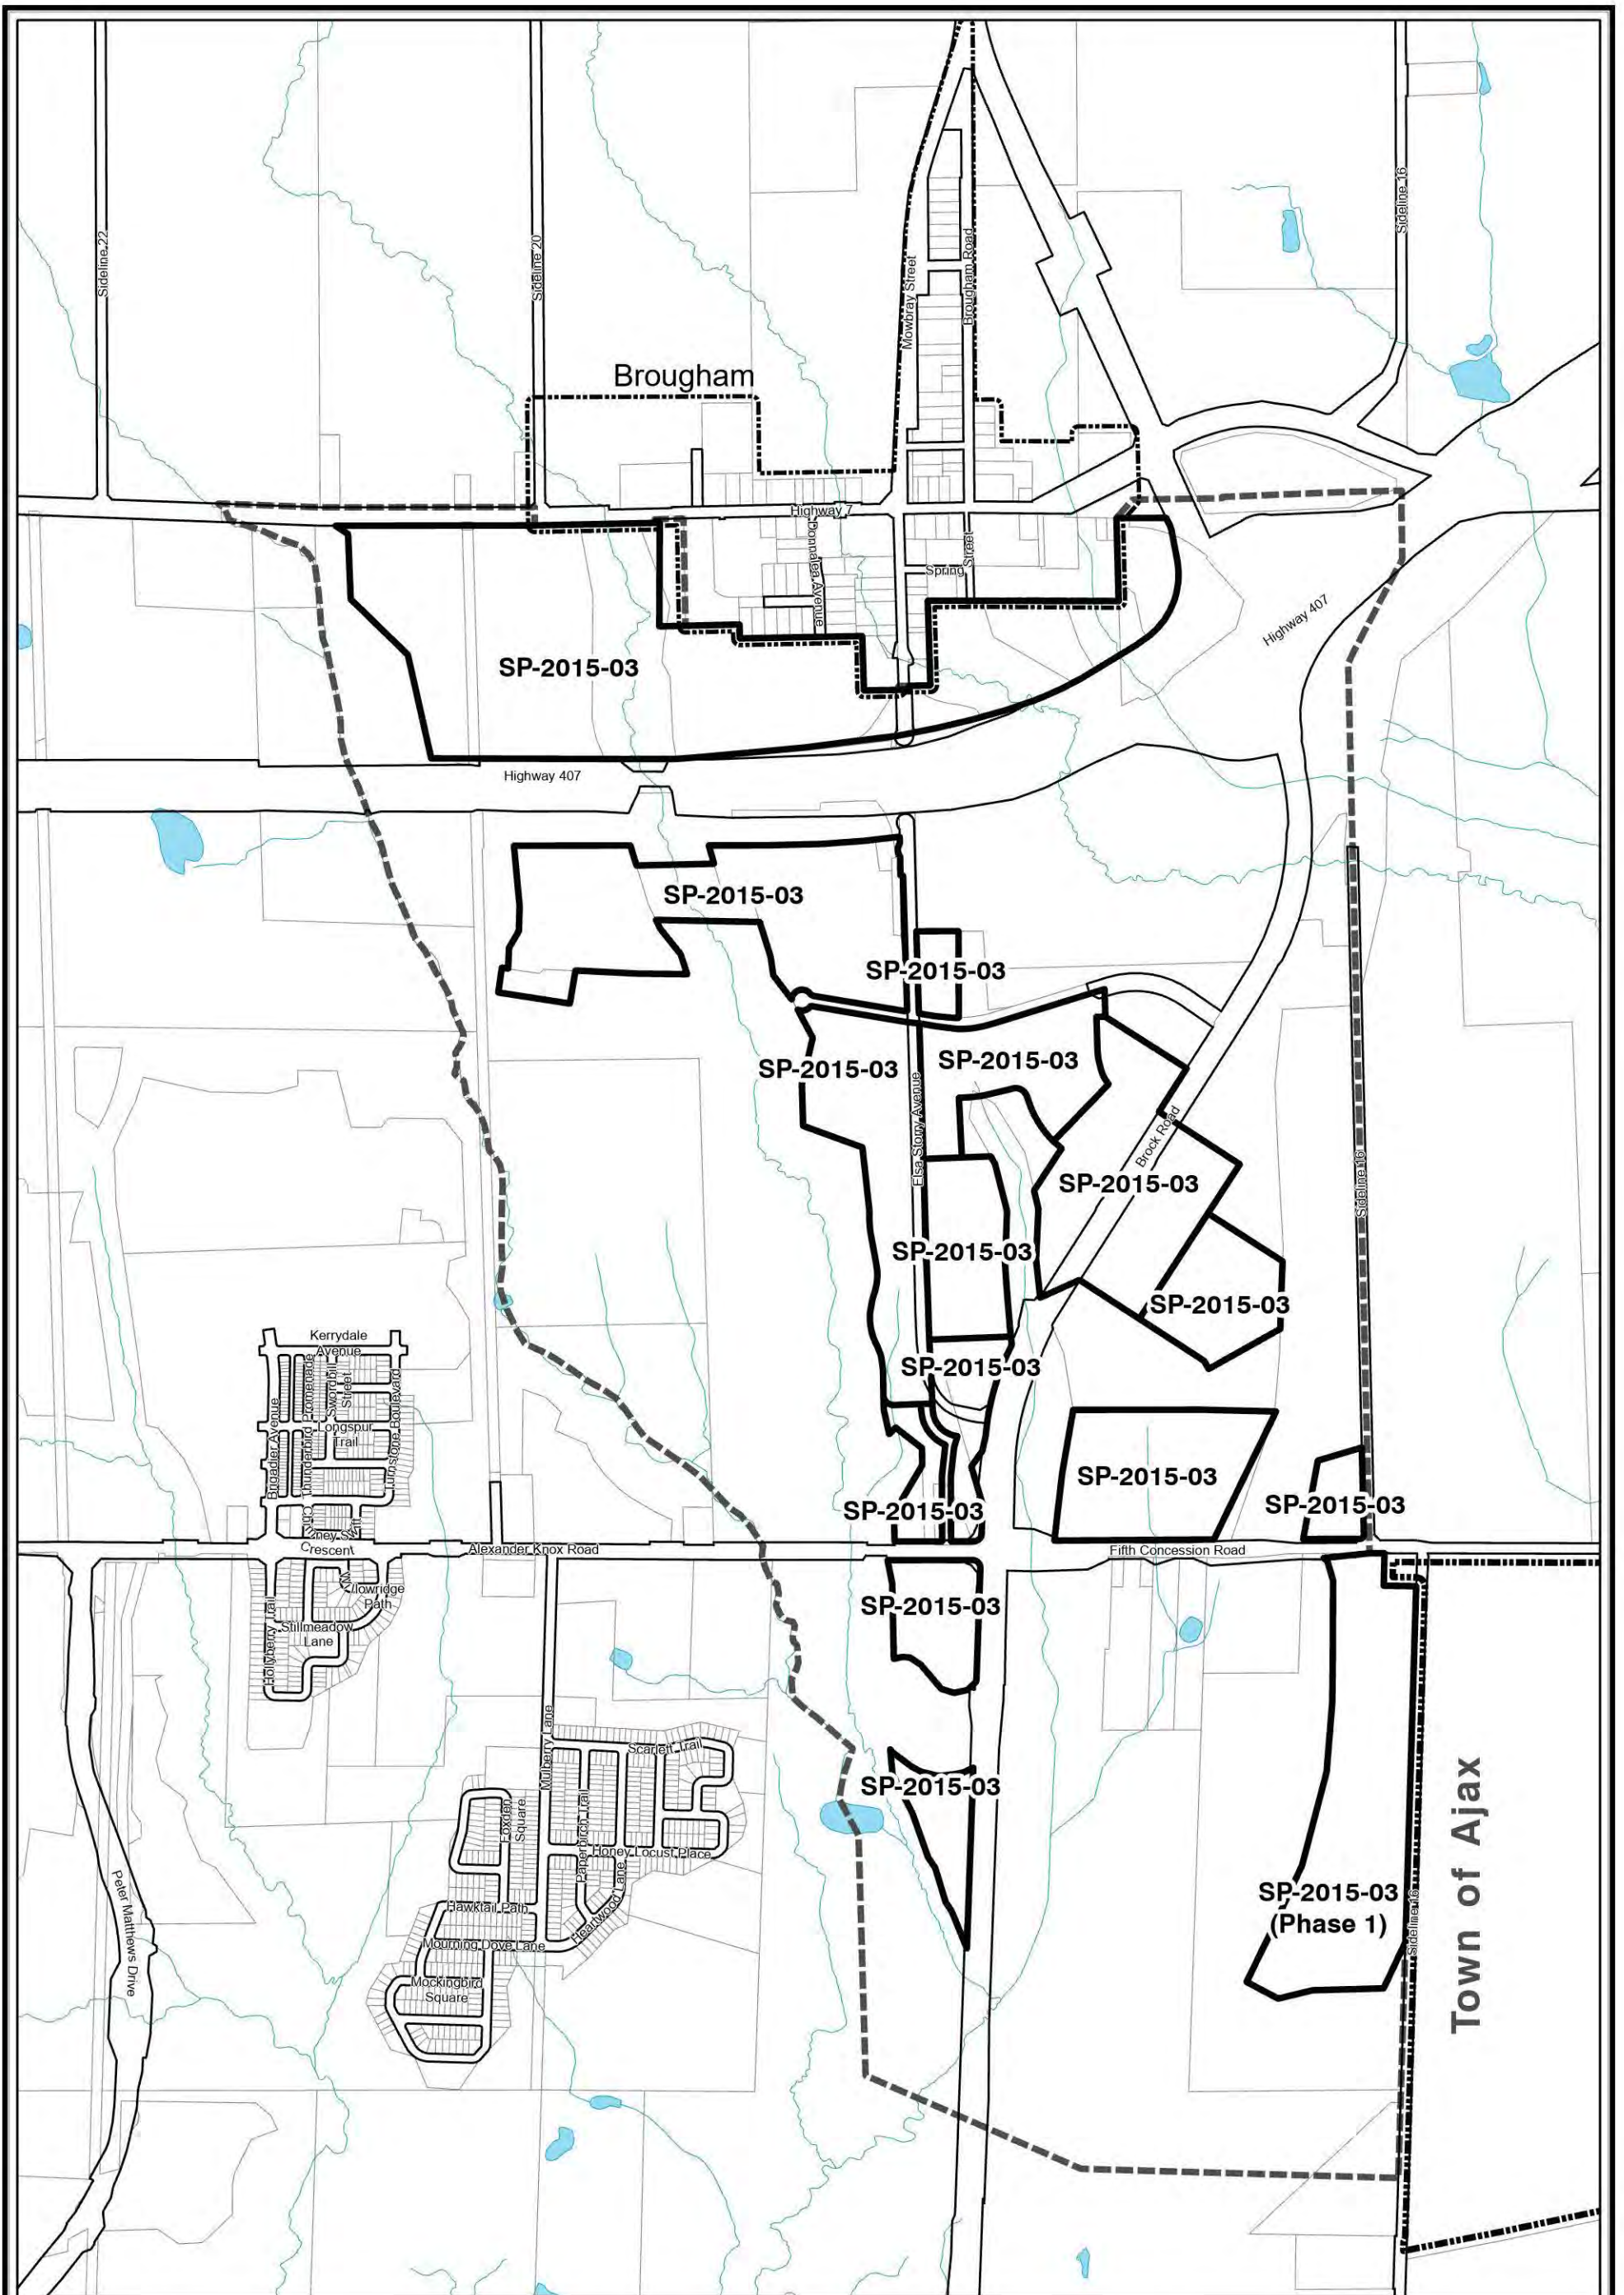 Sideline 22
Sideline 20
Sideline 16
Mowbray Street
Brougham Road
Brougham
Highway 7
Donnalea Avenue
Spring
Street
Highway 407
SP-2015-03
Highway 407
SP-2015-03
SP-2015-03
SP-2015-03
SP-2015-03
Elsa Storry Avenue
Brock Road
Sideline 16
SP-2015-03
SP-2015-03
SP-2015-03
Kerrydale
Avenue
Thunderbird Promenade
Swordbill
Street
Turnstone Boulevard
Brigadier Avenue
Longspur
Trail
SP-2015-03
SP-2015-03
SP-2015-03
SP-2015-03
Crescent
Alexander Knox Road
Fifth Concession Road
Path
Hollyberry Trail
Stillmeadow
Lane
SP-2015-03
Mulberry Lane
Scarlett Trail
SP-2015-03
Foxden
Square
Paperbirch Trail
Honey Locust Place
Town of Ajax
Peter Matthews Drive
Hawktail Path
Heartwood Lane
SP-2015-03
(Phase 1)
Sideline 16
Mourning Dove Lane
Mockingbird
Square